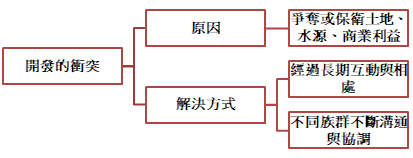 開發的衝突
原因
爭奪或保衛土地、
水源、商業利益
解決方式
經過長期互動與相
處
不同族群不斷溝通
與協調